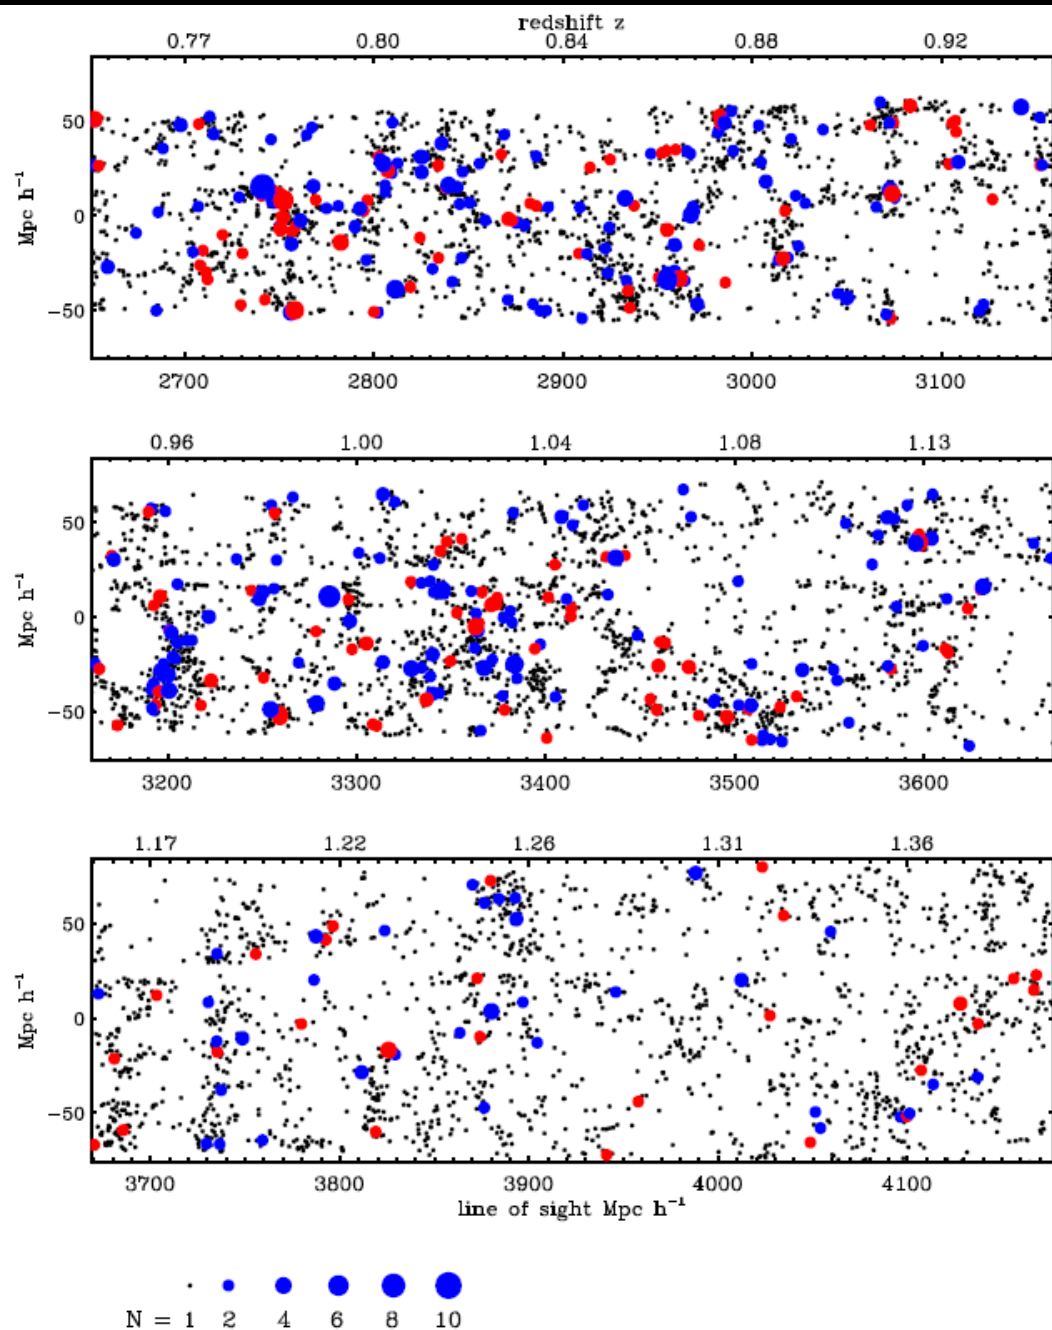 redshift z
0.77 0.80 0.84 0.88 0.92
50
0
−50
Mpc h⁻¹
2700 2800 2900 3000 3100
0.96 1.00 1.04 1.08 1.13
50
0
−50
Mpc h⁻¹
3200 3300 3400 3500 3600
1.17 1.22 1.26 1.31 1.36
50
0
−50
Mpc h⁻¹
3700 3800 3900 4000 4100
line of sight Mpc h⁻¹
N = 1 2 4 6 8 10